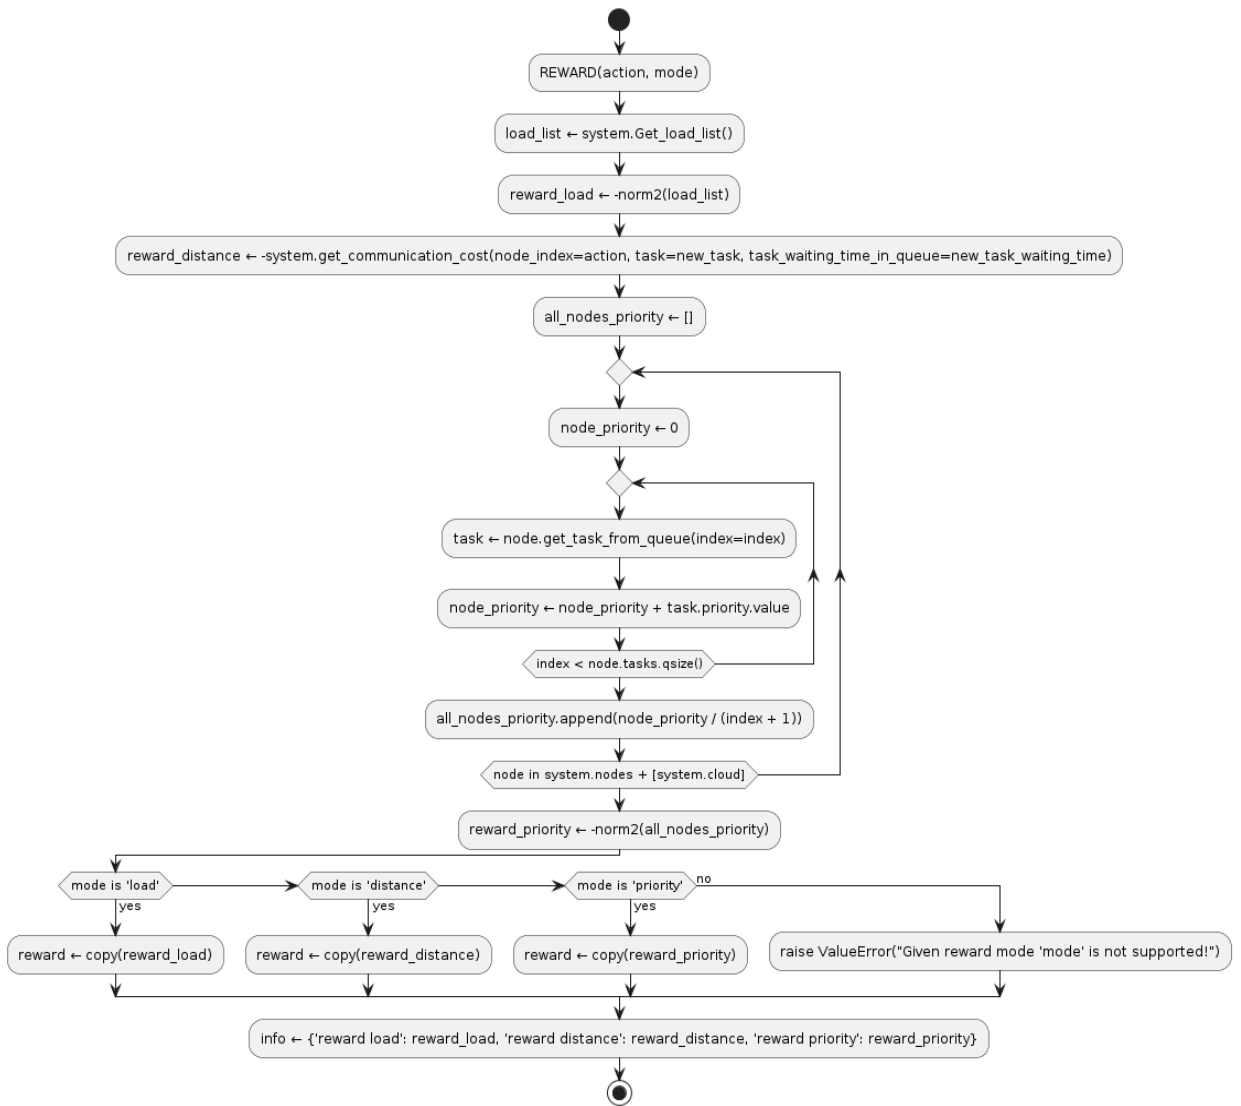 REWARD(action, mode)
load_list ← system.Get_load_list()
reward_load ← -norm2(load_list)
reward_distance ← -system.get_communication_cost(node_index=action, task=new_task, task_waiting_time_in_queue=new_task_waiting_time)
all_nodes_priority ← []
node_priority ← 0
task ← node.get_task_from_queue(index=index)
node_priority ← node_priority + task.priority.value
index < node.tasks.qsize()
all_nodes_priority.append(node_priority / (index + 1))
node in system.nodes + [system.cloud]
reward_priority ← -norm2(all_nodes_priority)
mode is 'load'
mode is 'distance'
mode is 'priority'
no
yes
yes
yes
reward ← copy(reward_load)
reward ← copy(reward_distance)
reward ← copy(reward_priority)
raise ValueError("Given reward mode 'mode' is not supported!")
info ← {'reward load': reward_load, 'reward distance': reward_distance, 'reward priority': reward_priority}